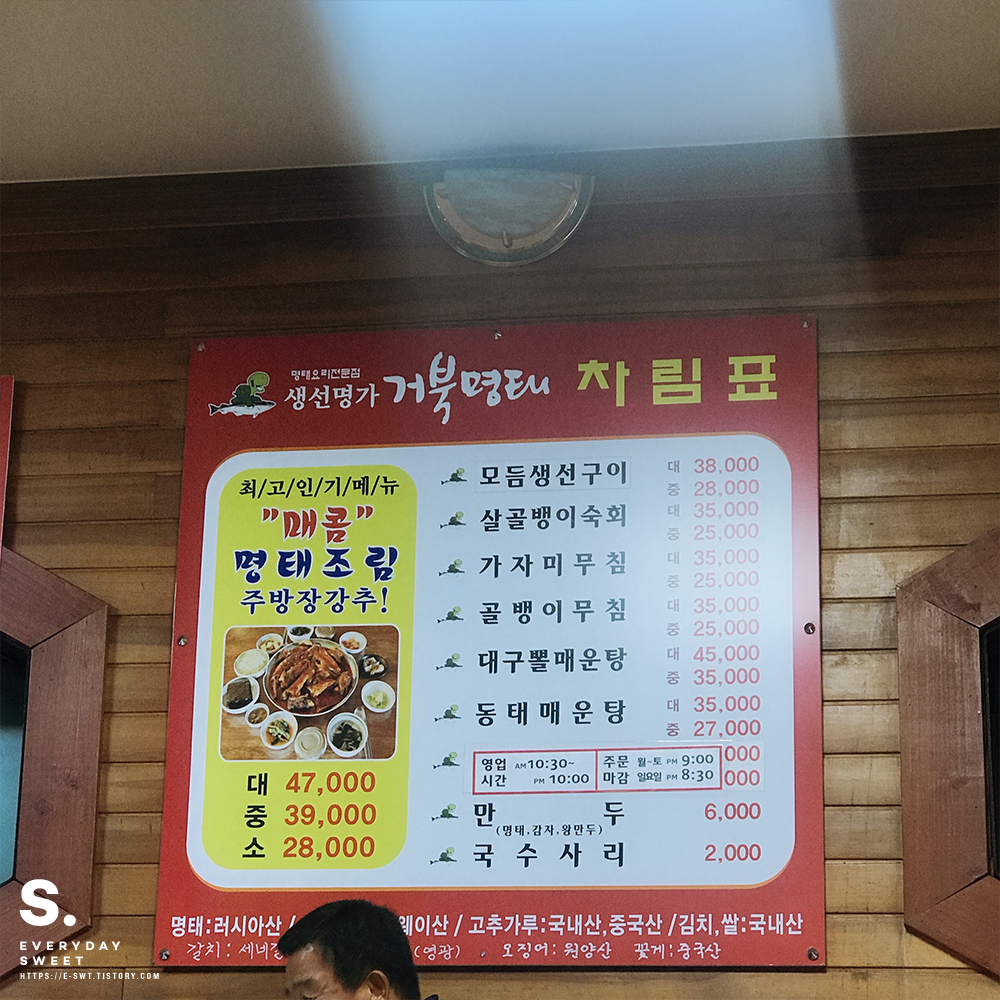 명태요리전문점
생선명가 거북명태 차림표
최/고/인/기/메/뉴
"매콤"
명태조림
주방장강추!
대 47,000
중 39,000
소 28,000
모듬생선구이 대 38,000
중 28,000
살골뱅이숙회 대 35,000
중 25,000
가자미무침 대 35,000
중 25,000
골뱅이무침 대 35,000
중 25,000
대구뽈매운탕 대 45,000
중 35,000
동태매운탕 대 35,000
중 27,000
영업 AM 10:30~ 주문 월~토 PM 9:00
시간 PM 10:00 마감 일요일 PM 8:30
만두 6,000
(명태,감자,왕만두)
국수사리 2,000
명태:러시아산 / 웨이산 / 고추가루:국내산,중국산 /김치,쌀:국내산
갈치: (영광) 오징어: 원양산 꽃게:중국산
S.
EVERYDAY
SWEET
HTTPS://E-SWT.TISTORY.COM